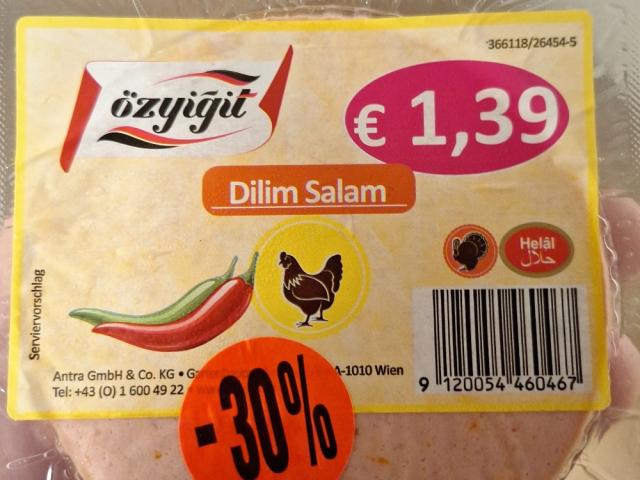 366118/26454-5
özyiğit
€ 1,39
Dilim Salam
Helâl
حلال
Serviervorschlag
Antra GmbH & Co. KG • A-1010 Wien
Tel: +43 (O) 1 600 49 22 •
9 120054 460467
- 30%